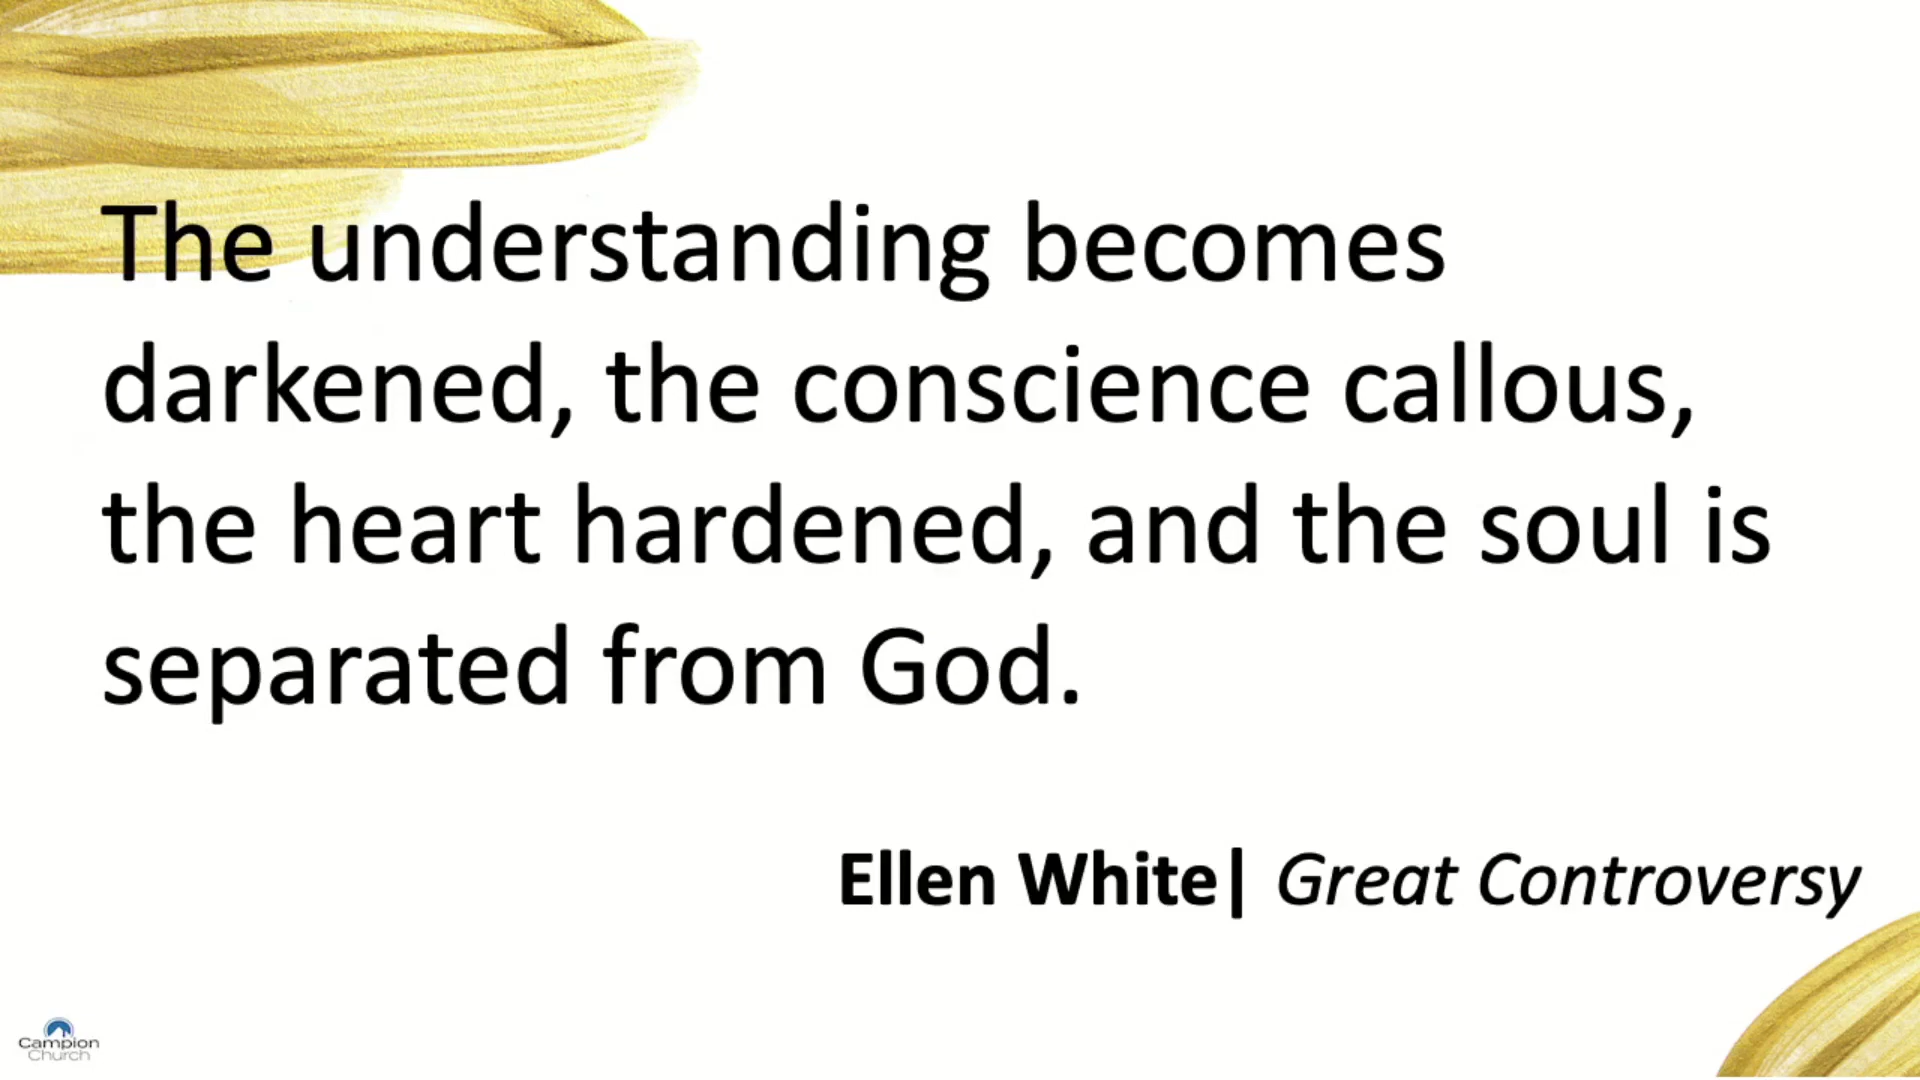 The understanding becomes
darkened, the conscience callous,
the heart hardened, and the soul is
separated from God.
Ellen White| Great Controversy
Campion
Church